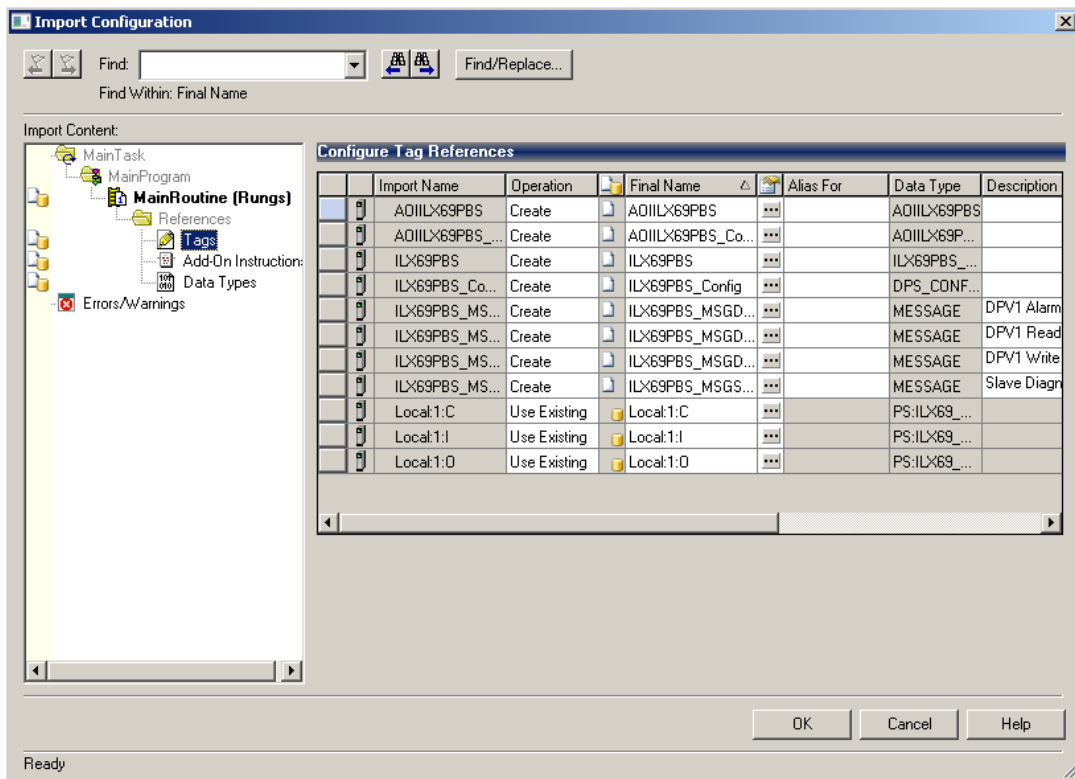 Import Configuration
Find:
Find/Replace...
Find Within: Final Name
Import Content:
MainTask
MainProgram
MainRoutine (Rungs)
References
Tags
Add-On Instruction:
Data Types
Errors/Warnings
Configure Tag References
Import Name Operation Final Name Alias For Data Type Description
AOIILX69PBS Create AOIILX69PBS AOIILX69PBS
AOIILX69PBS_... Create AOIILX69PBS_Co... AOIILX69P...
ILX69PBS Create ILX69PBS ILX69PBS_...
ILX69PBS_Co... Create ILX69PBS_Config DPS_CONF...
ILX69PBS_MS... Create ILX69PBS_MSGD... MESSAGE DPV1 Alarm
ILX69PBS_MS... Create ILX69PBS_MSGD... MESSAGE DPV1 Read
ILX69PBS_MS... Create ILX69PBS_MSGD... MESSAGE DPV1 Write
ILX69PBS_MS... Create ILX69PBS_MSGS... MESSAGE Slave Diagn
Local:1:C Use Existing Local:1:C PS:ILX69_...
Local:1:I Use Existing Local:1:I PS:ILX69_...
Local:1:O Use Existing Local:1:O PS:ILX69_...
OK Cancel Help
Ready